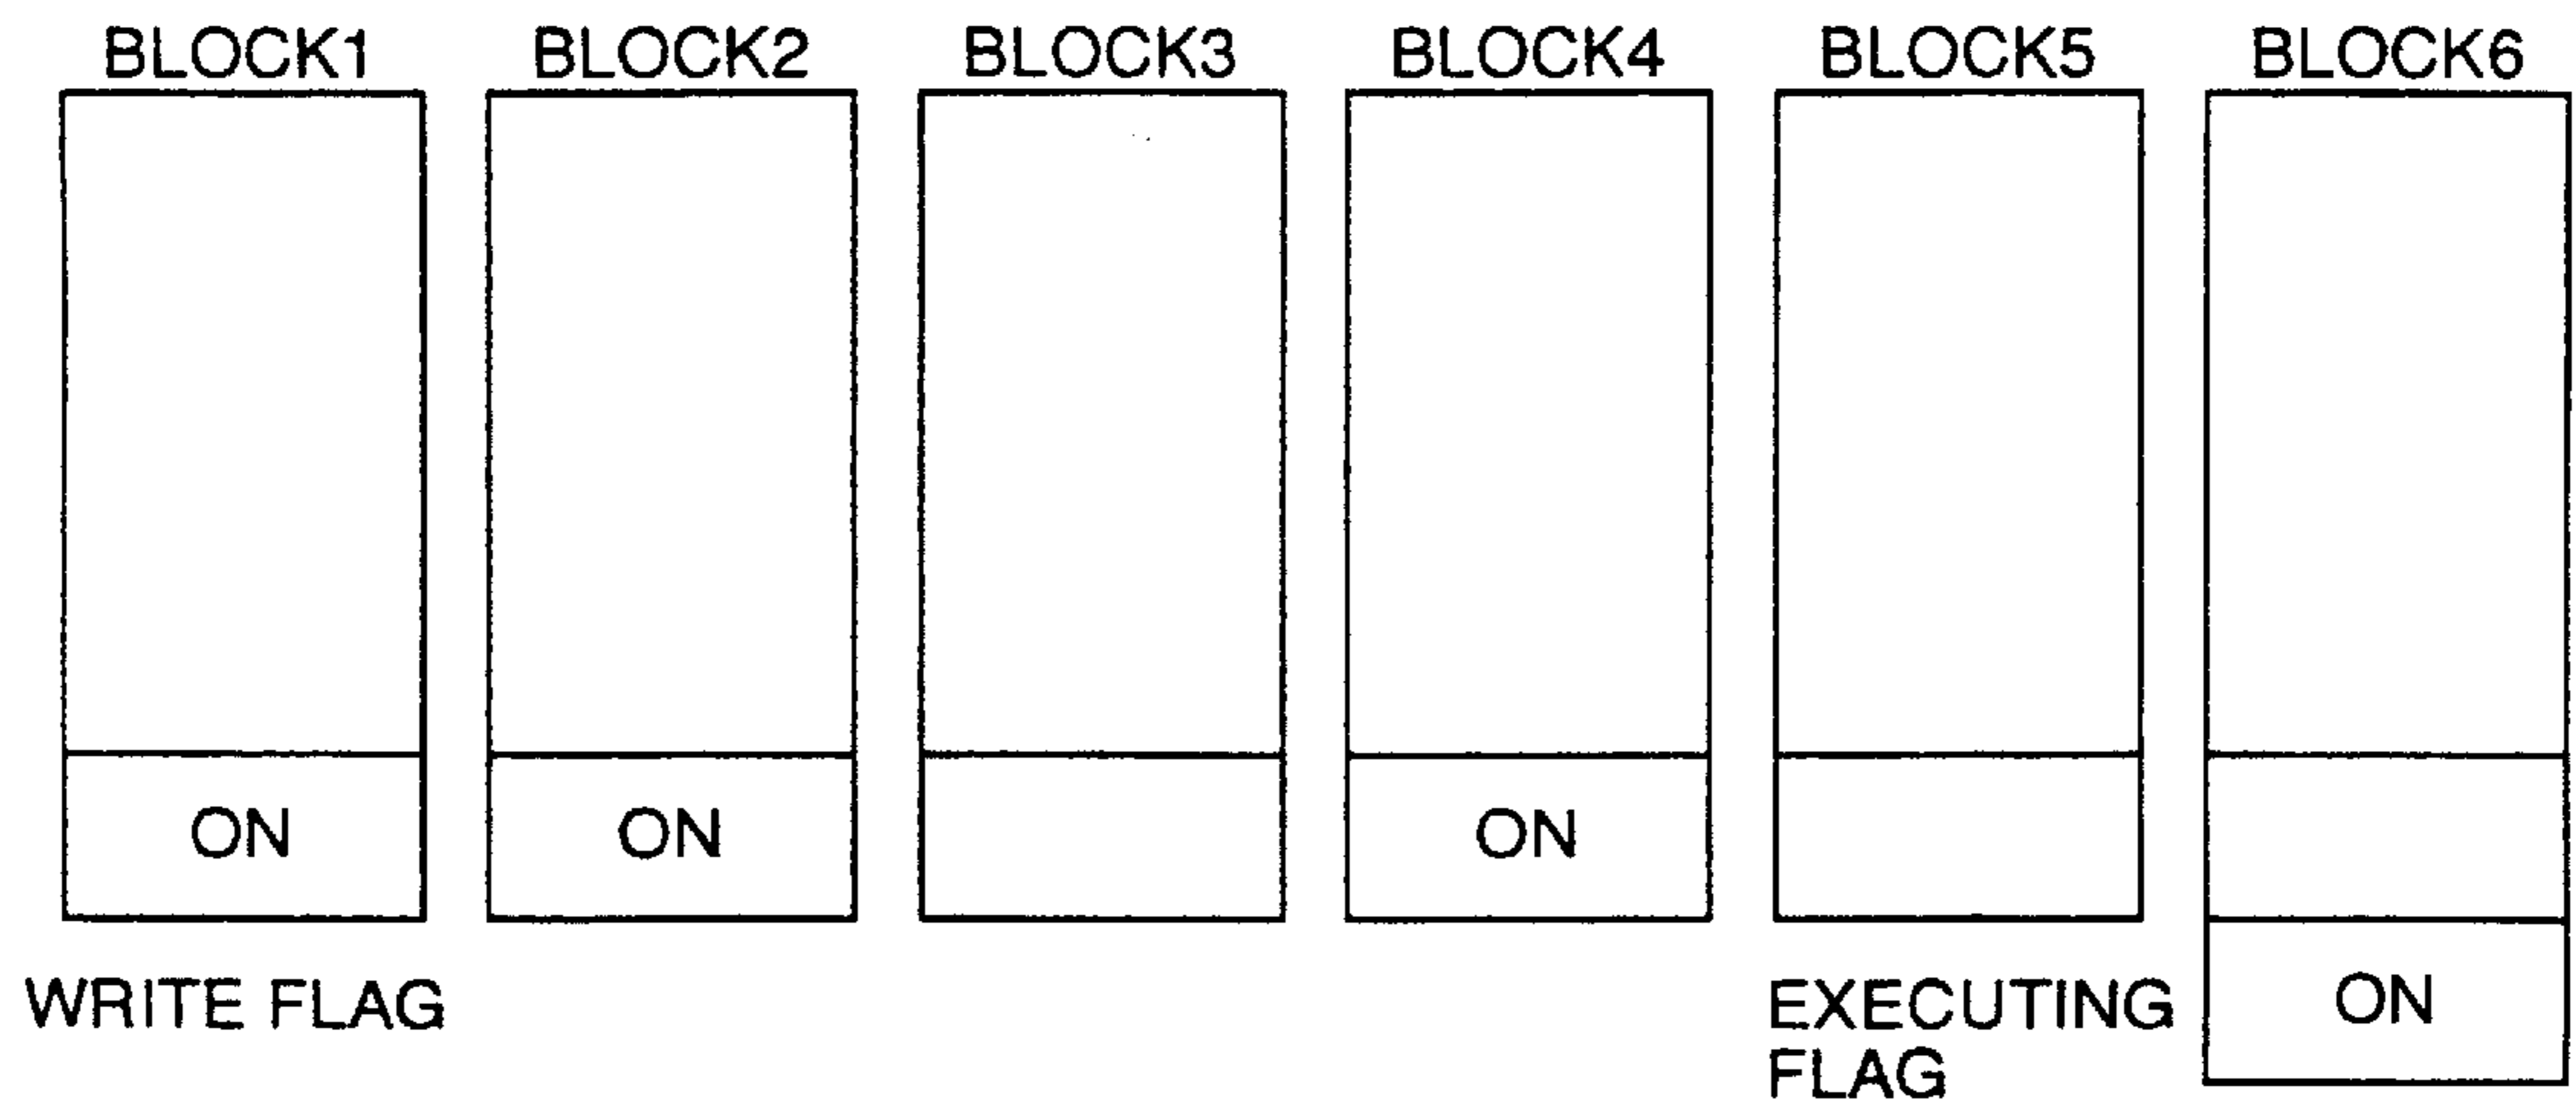 BLOCK1 BLOCK2 BLOCK3 BLOCK4 BLOCK5 BLOCK6
ON ON ON
WRITE FLAG EXECUTING ON
FLAG